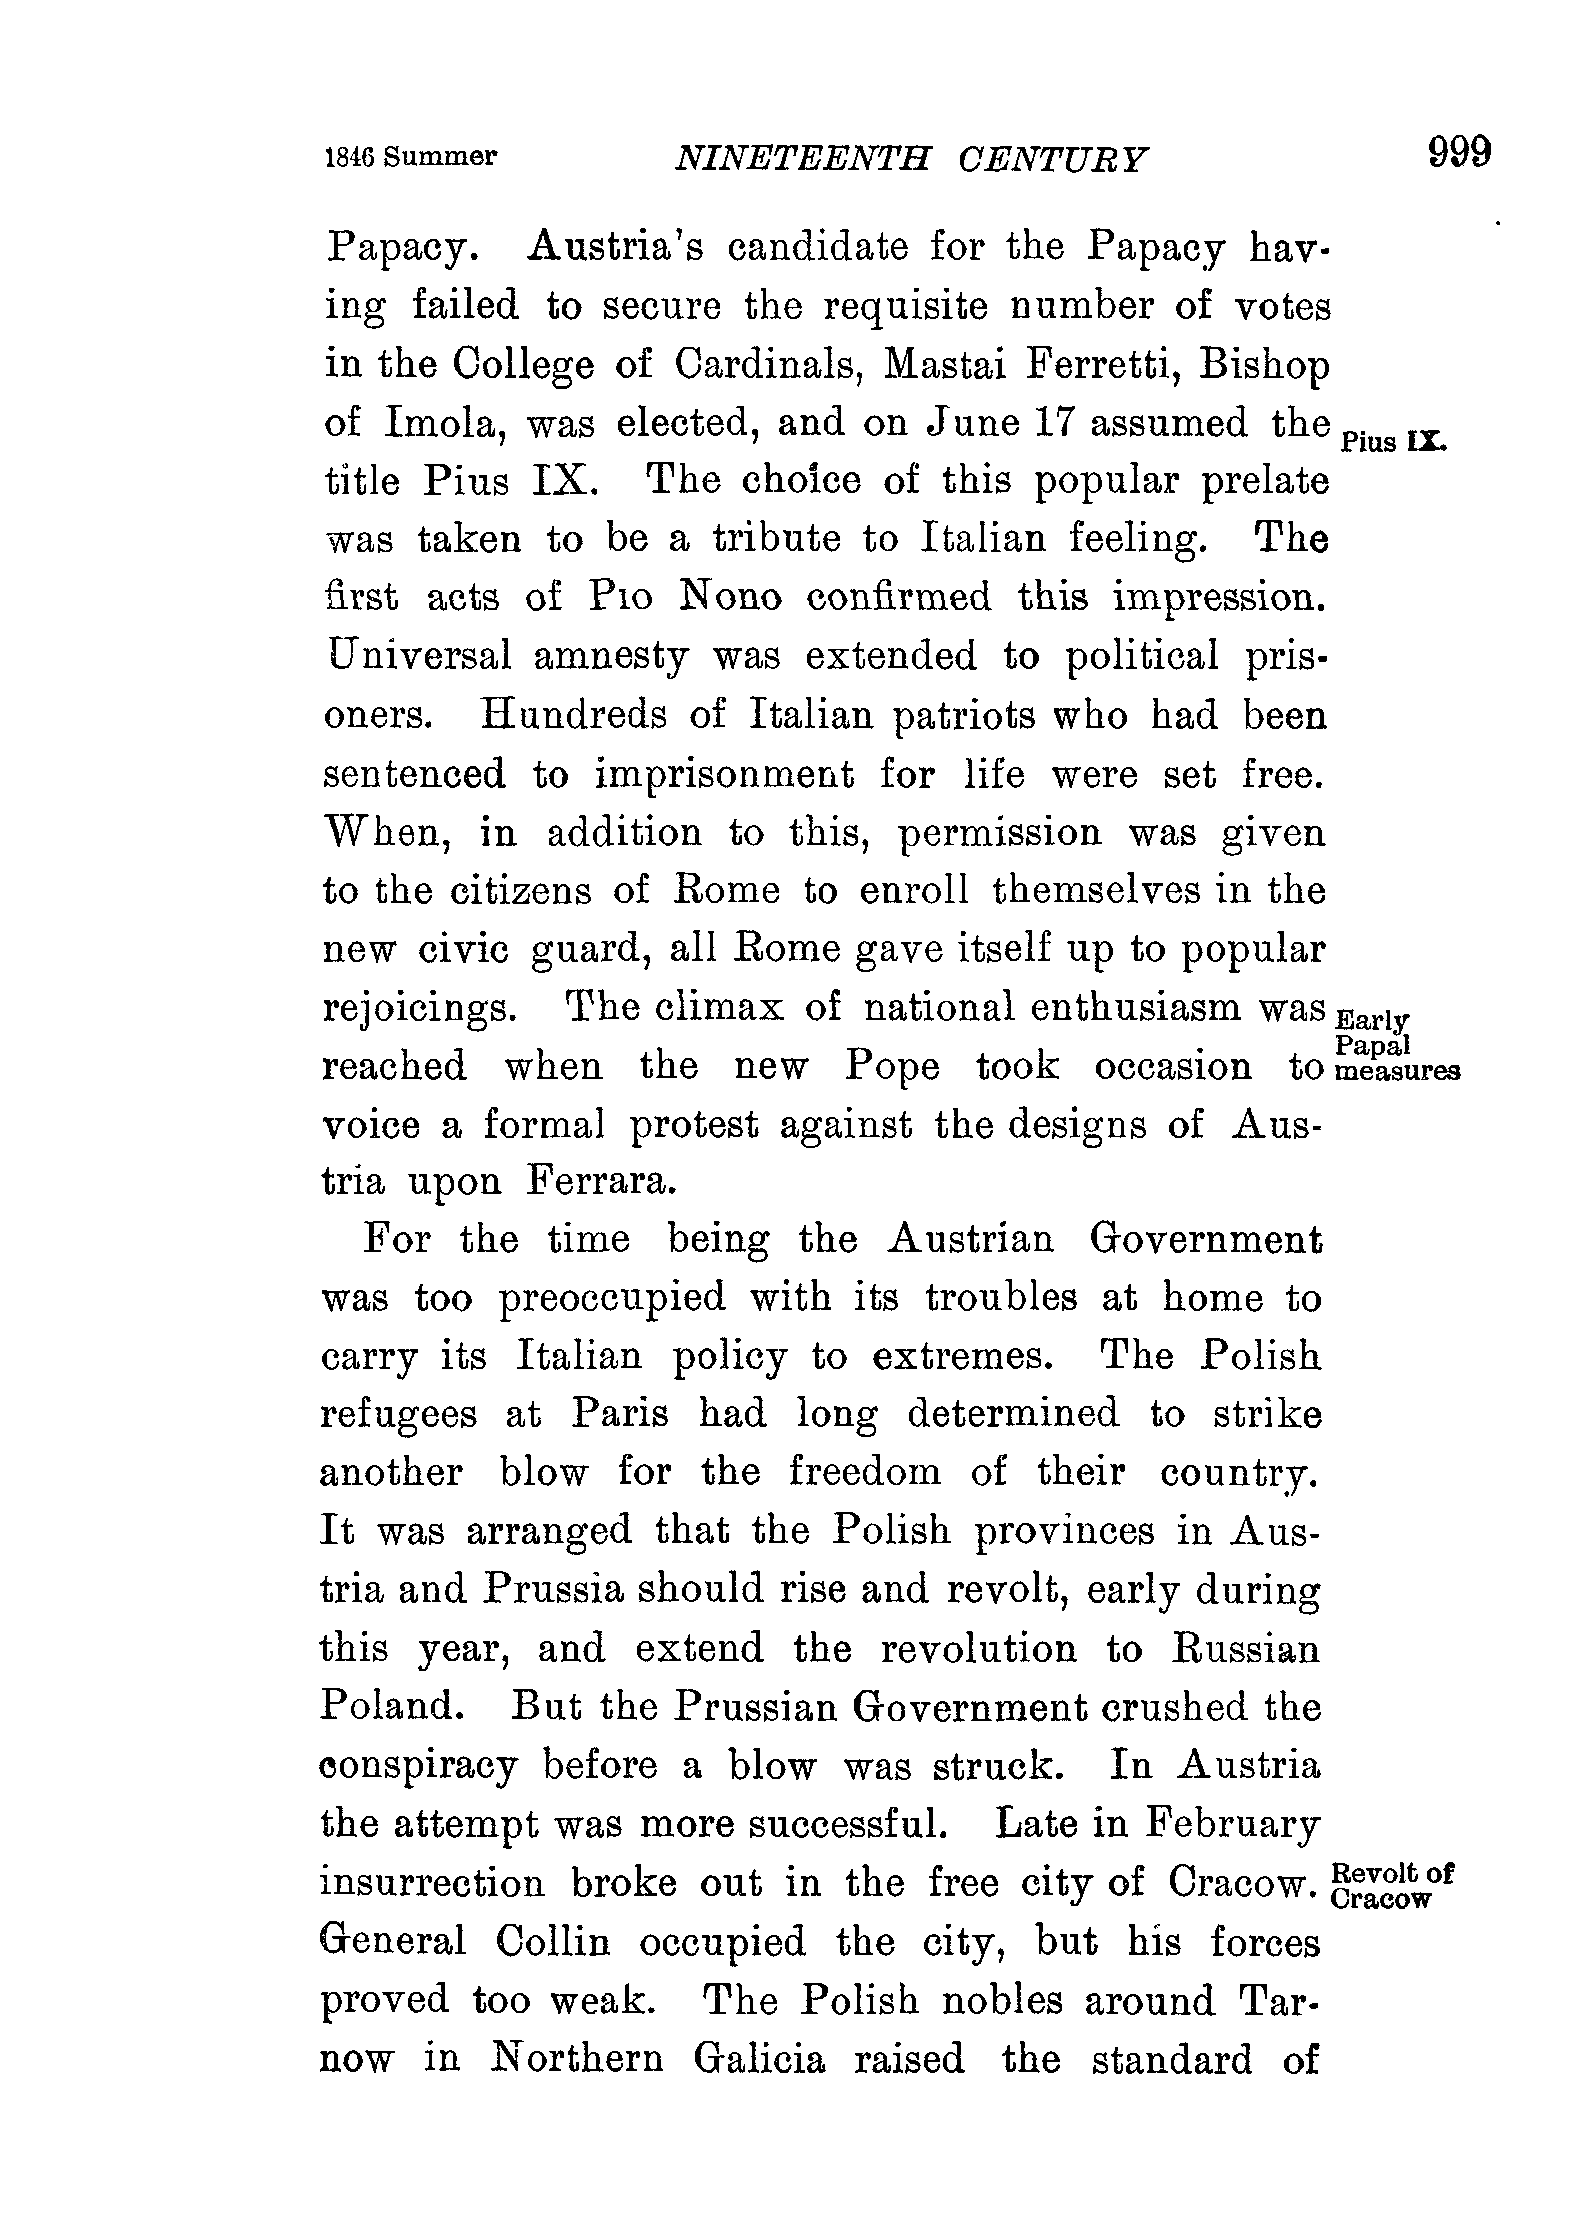 1846 Summer NINETEENTH CENTURY 999
Papacy. Austria's candidate for the Papacy hav-
ing failed to secure the requisite number of votes
in the College of Cardinals, Mastai Ferretti, Bishop
of Imola, was elected, and on June 17 assumed the
Pius IX.
title Pius IX. The choice of this popular prelate
was taken to be a tribute to Italian feeling. The
first acts of Pio Nono confirmed this impression.
Universal amnesty was extended to political pris-
oners. Hundreds of Italian patriots who had been
sentenced to imprisonment for life were set free.
When, in addition to this, permission was given
to the citizens of Rome to enroll themselves in the
new civic guard, all Rome gave itself up to popular
rejoicings. The climax of national enthusiasm was
Early
Papal
measures
reached when the new Pope took occasion to
voice a formal protest against the designs of Aus-
tria upon Ferrara.
For the time being the Austrian Government
was too preoccupied with its troubles at home to
carry its Italian policy to extremes. The Polish
refugees at Paris had long determined to strike
another blow for the freedom of their country.
It was arranged that the Polish provinces in Aus-
tria and Prussia should rise and revolt, early during
this year, and extend the revolution to Russian
Poland. But the Prussian Government crushed the
conspiracy before a blow was struck. In Austria
the attempt was more successful. Late in February
insurrection broke out in the free city of Cracow.
Revolt of
Cracow
General Collin occupied the city, but his forces
proved too weak. The Polish nobles around Tar-
now in Northern Galicia raised the standard of